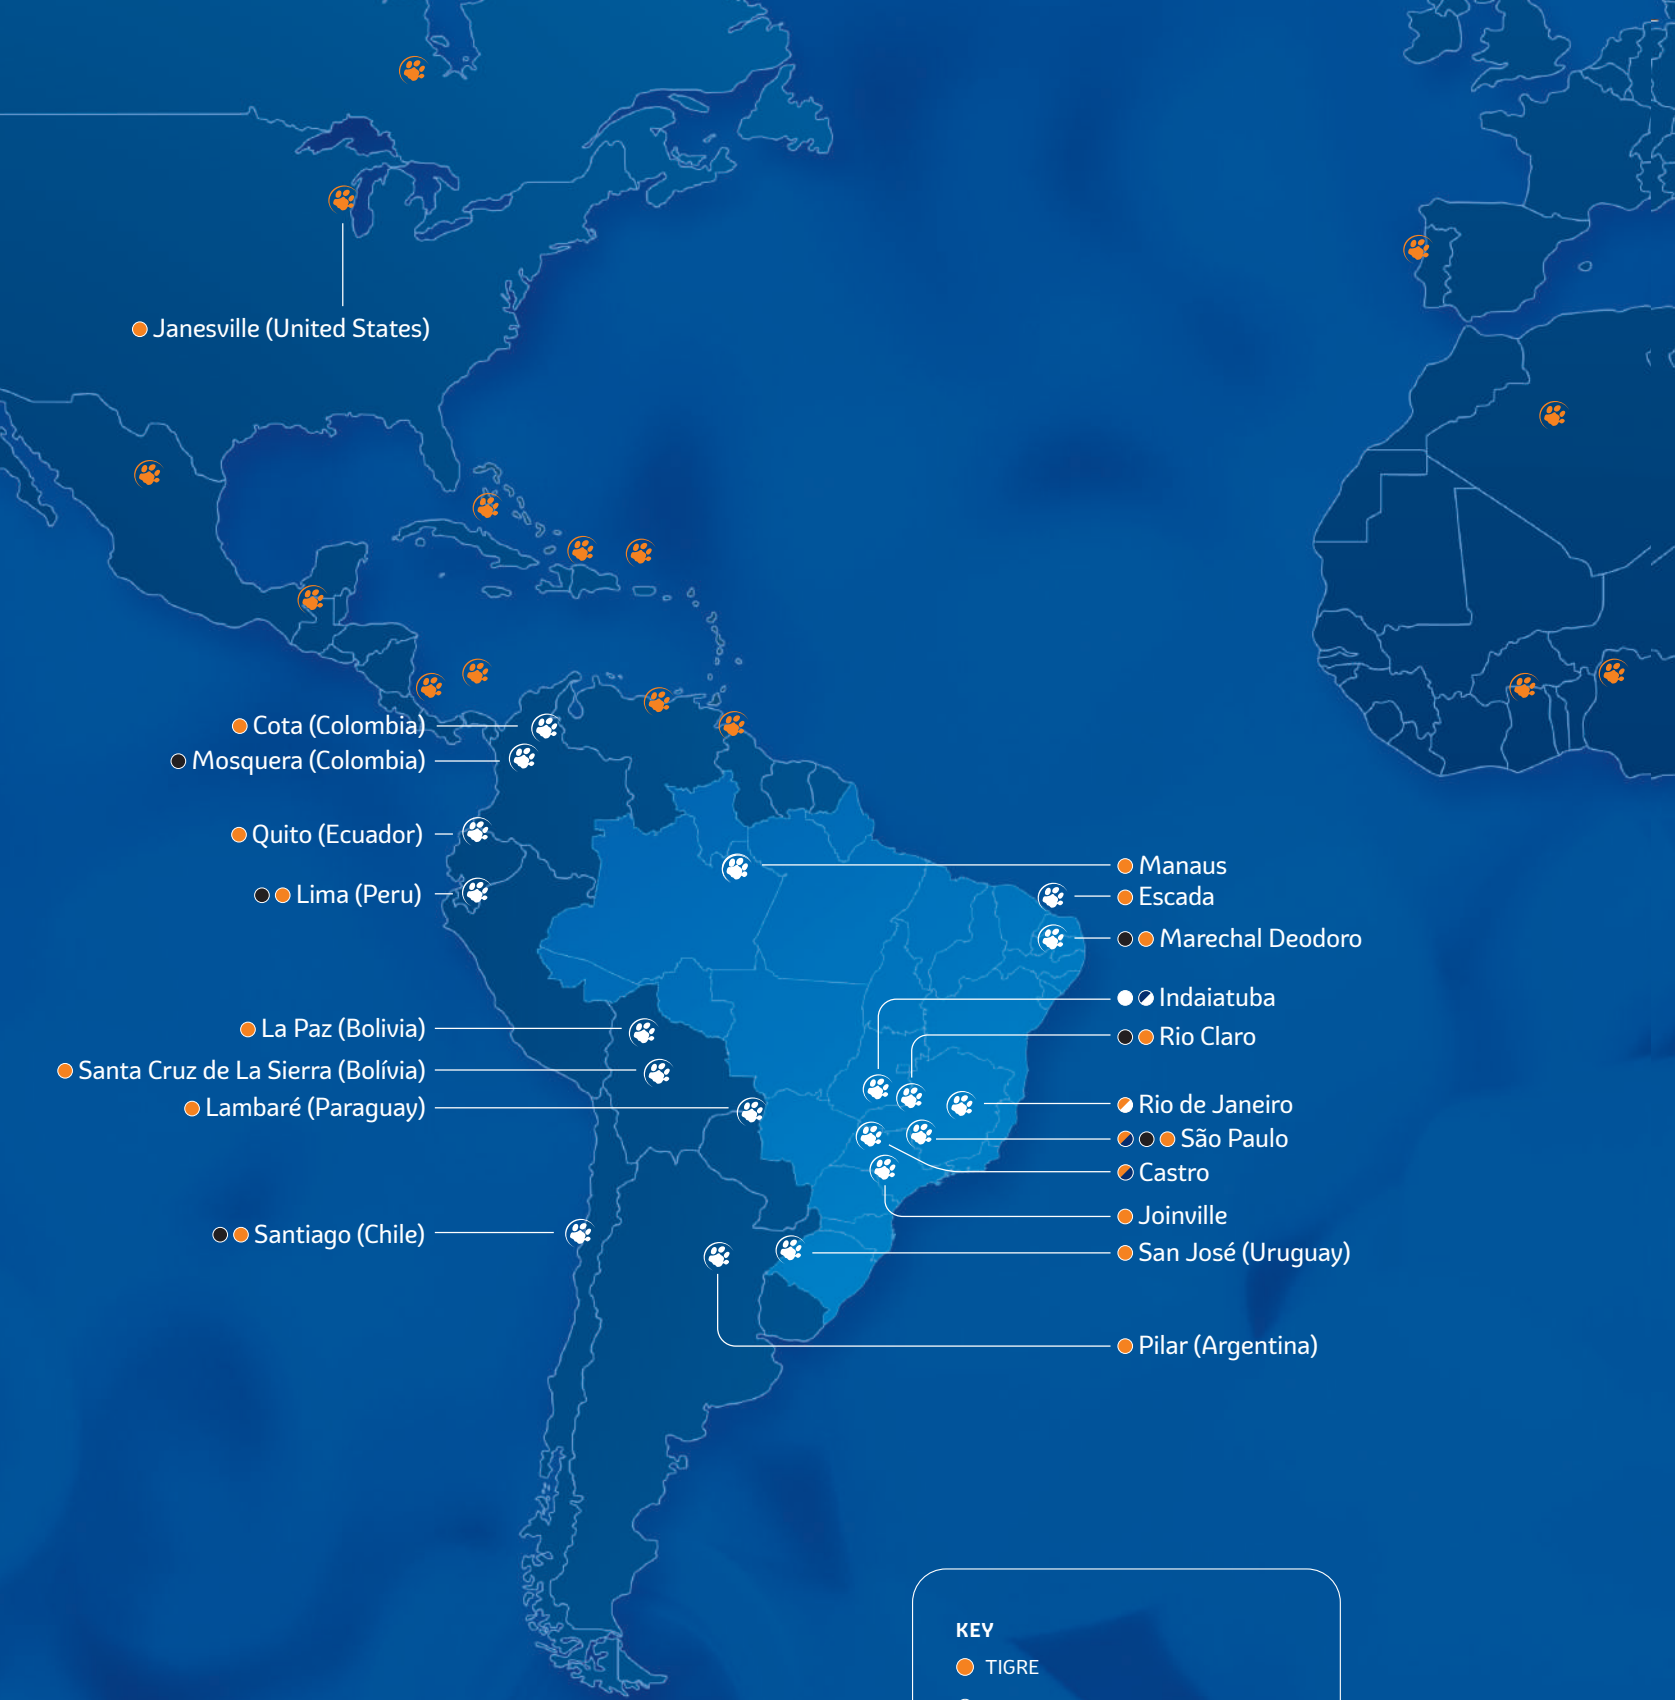 Janesville (United States)
Cota (Colombia)
Mosquera (Colombia)
Quito (Ecuador)
Lima (Peru)
La Paz (Bolivia)
Santa Cruz de La Sierra (Bolívia)
Lambaré (Paraguay)
Santiago (Chile)
Manaus
Escada
Marechal Deodoro
Indaiatuba
Rio Claro
Rio de Janeiro
São Paulo
Castro
Joinville
San José (Uruguay)
Pilar (Argentina)
KEY
TIGRE